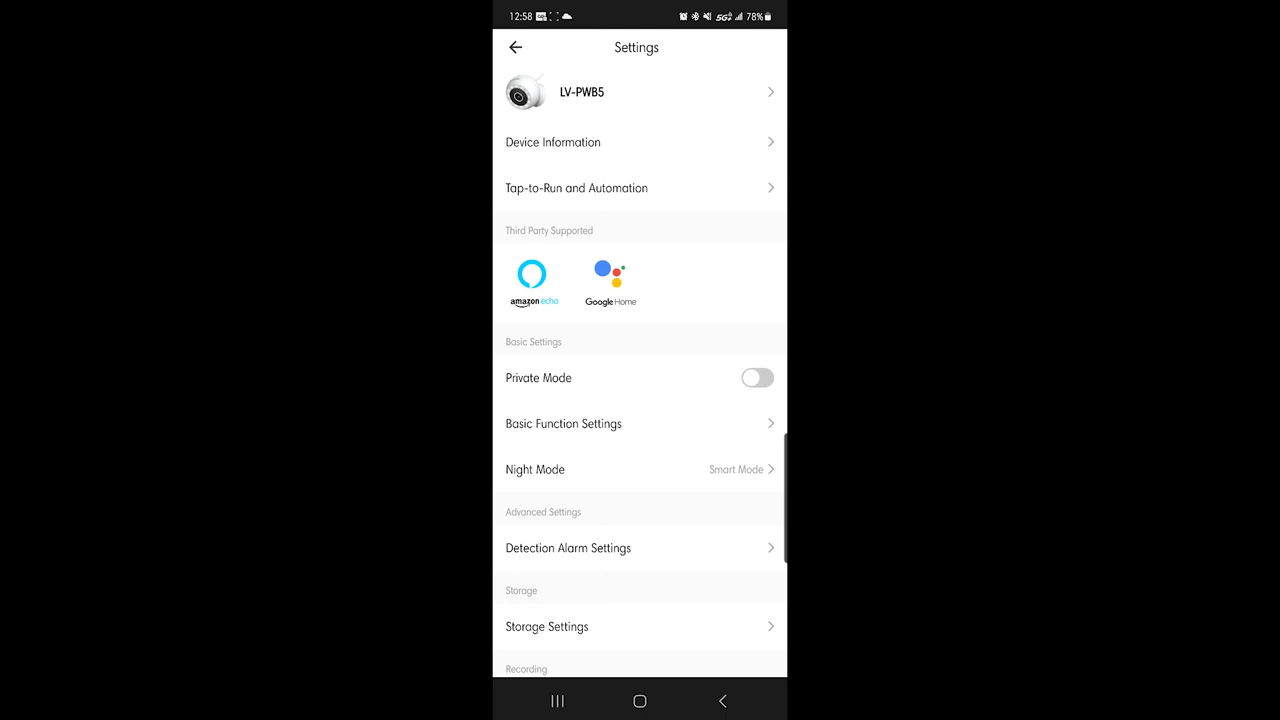 12:58 5G 78%
Settings
LV-PWB5
Device Information
Tap-to-Run and Automation
Third Party Supported
amazon echo Google Home
Basic Settings
Private Mode
Basic Function Settings
Night Mode Smart Mode
Advanced Settings
Detection Alarm Settings
Storage
Storage Settings
Recording